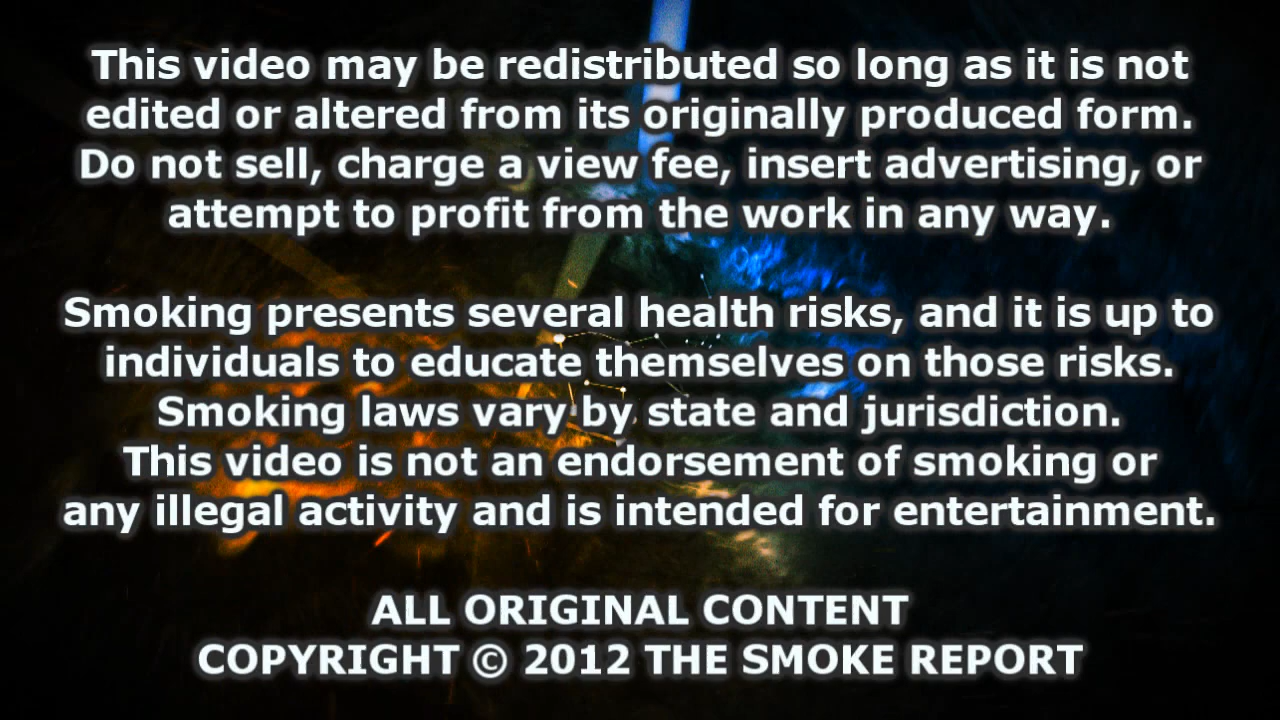 This video may be redistributed so long as it is not
edited or altered from its originally produced form.
Do not sell, charge a view fee, insert advertising, or
attempt to profit from the work in any way.
Smoking presents several health risks, and it is up to
individuals to educate themselves on those risks.
Smoking laws vary by state and jurisdiction.
This video is not an endorsement of smoking or
any illegal activity and is intended for entertainment.
ALL ORIGINAL CONTENT
COPYRIGHT © 2012 THE SMOKE REPORT